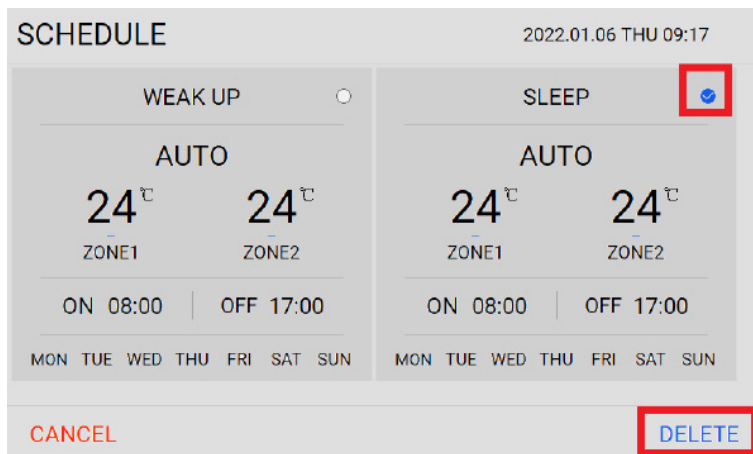 SCHEDULE 2022.01.06 THU 09:17
WEAK UP
AUTO
24℃ 24℃
ZONE1 ZONE2
ON 08:00 OFF 17:00
MON TUE WED THU FRI SAT SUN
SLEEP
AUTO
24℃ 24℃
ZONE1 ZONE2
ON 08:00 OFF 17:00
MON TUE WED THU FRI SAT SUN
CANCEL DELETE